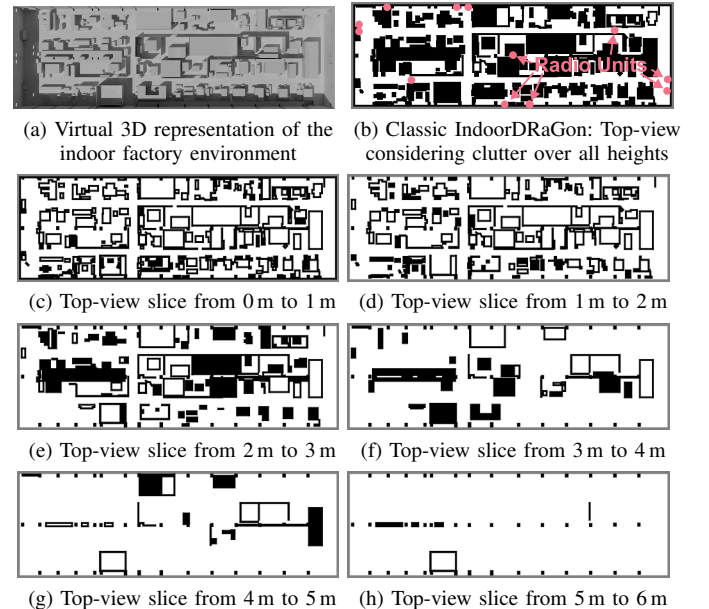 (a) Virtual 3D representation of the
indoor factory environment
Radio Units
(b) Classic IndoorDRaGon: Top-view
considering clutter over all heights
(c) Top-view slice from 0 m to 1 m
(d) Top-view slice from 1 m to 2 m
(e) Top-view slice from 2 m to 3 m
(f) Top-view slice from 3 m to 4 m
(g) Top-view slice from 4 m to 5 m
(h) Top-view slice from 5 m to 6 m